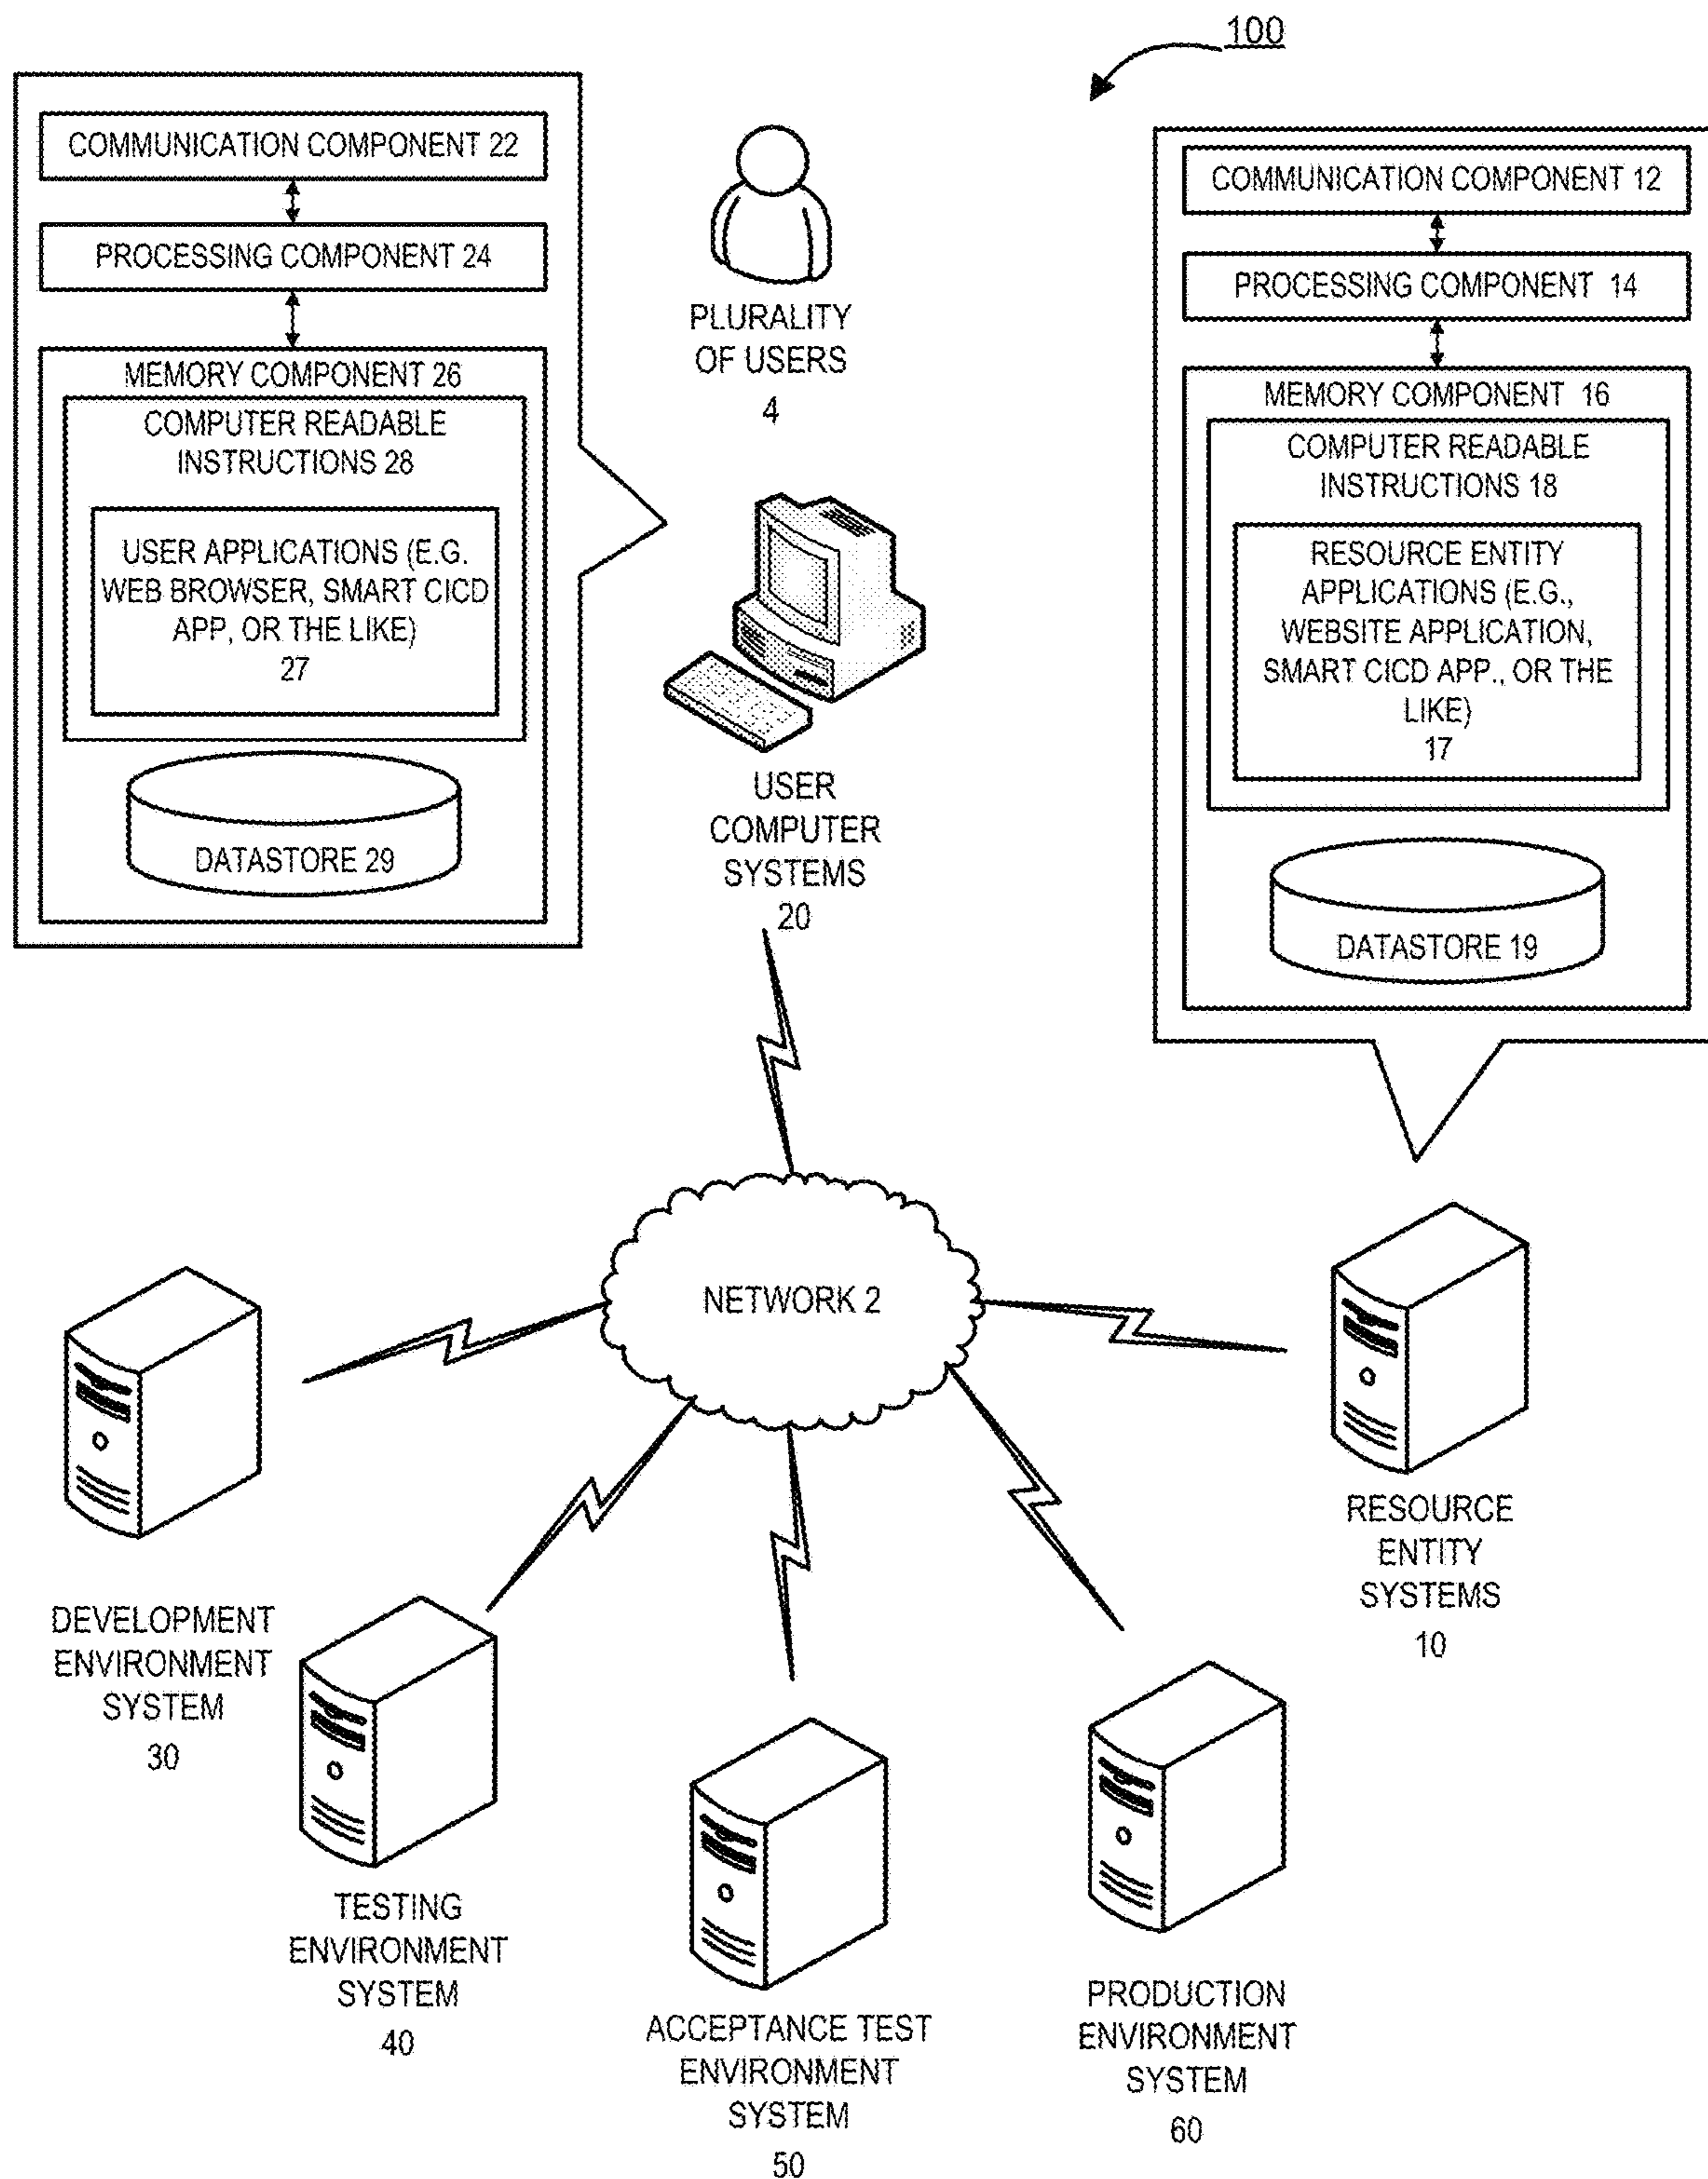 100
COMMUNICATION COMPONENT 22
PROCESSING COMPONENT 24
MEMORY COMPONENT 26
COMPUTER READABLE
INSTRUCTIONS 28
USER APPLICATIONS (E.G.
WEB BROWSER, SMART CICD
APP, OR THE LIKE)
27
DATASTORE 29
PLURALITY
OF USERS
4
USER
COMPUTER
SYSTEMS
20
COMMUNICATION COMPONENT 12
PROCESSING COMPONENT 14
MEMORY COMPONENT 16
COMPUTER READABLE
INSTRUCTIONS 18
RESOURCE ENTITY
APPLICATIONS (E.G.,
WEBSITE APPLICATION,
SMART CICD APP., OR THE
LIKE)
17
DATASTORE 19
NETWORK 2
RESOURCE
ENTITY
SYSTEMS
10
DEVELOPMENT
ENVIRONMENT
SYSTEM
30
TESTING
ENVIRONMENT
SYSTEM
40
ACCEPTANCE TEST
ENVIRONMENT
SYSTEM
50
PRODUCTION
ENVIRONMENT
SYSTEM
60